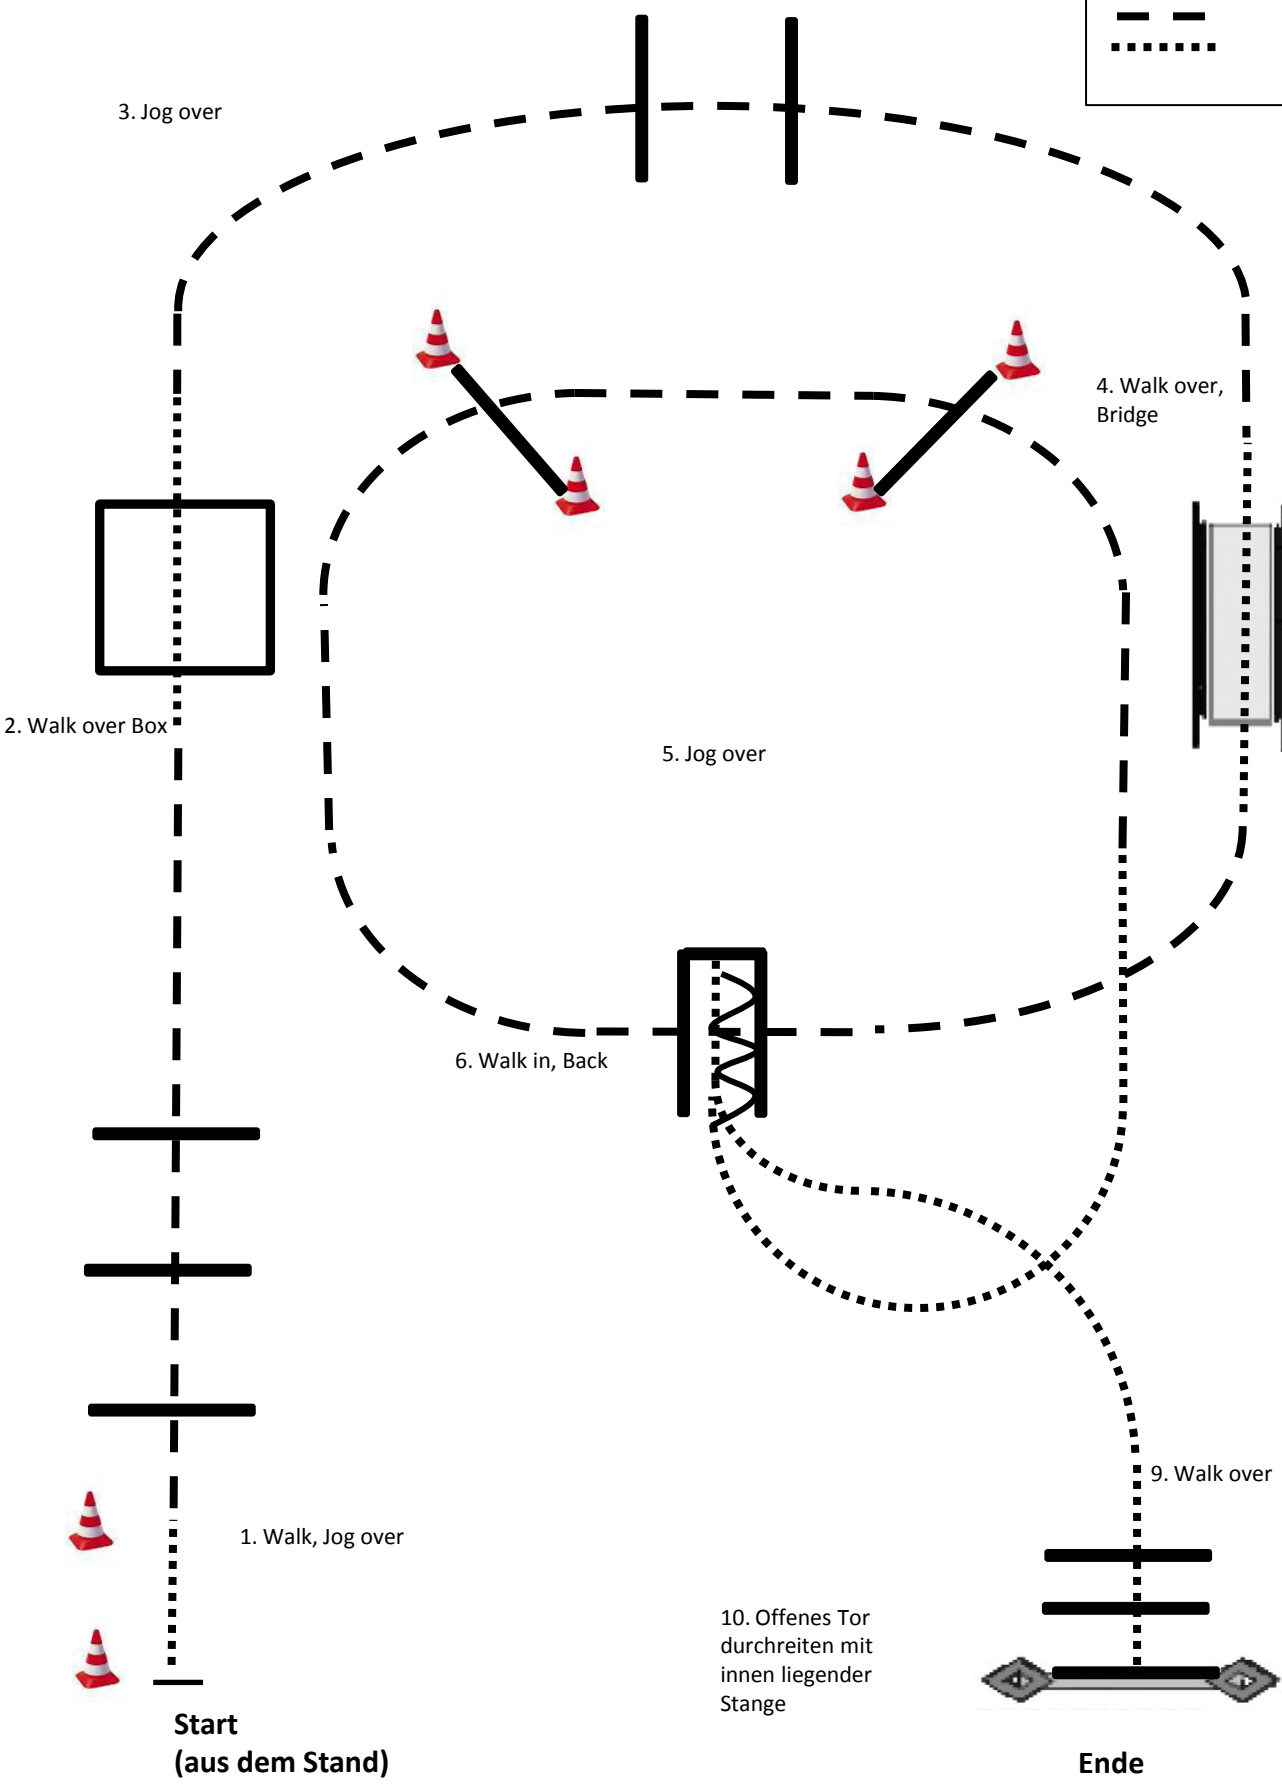 3. Jog over
4. Walk over,
Bridge
2. Walk over Box
5. Jog over
6. Walk in, Back
9. Walk over
1. Walk, Jog over
10. Offenes Tor
durchreiten mit
innen liegender
Stange
Start
(aus dem Stand)
Ende